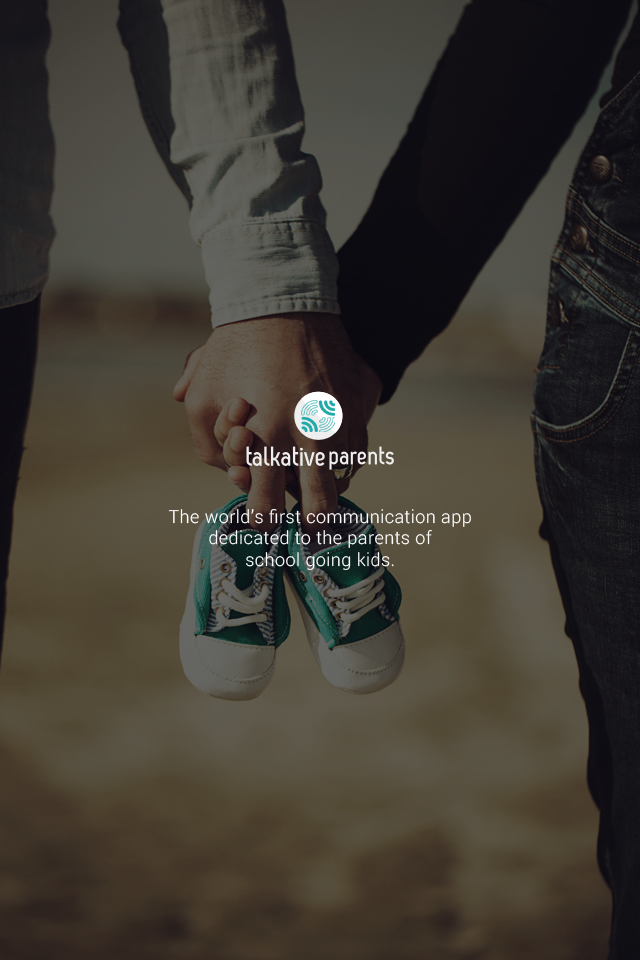 talkative parents
The world's first communication app
dedicated to the parents of
school going kids.